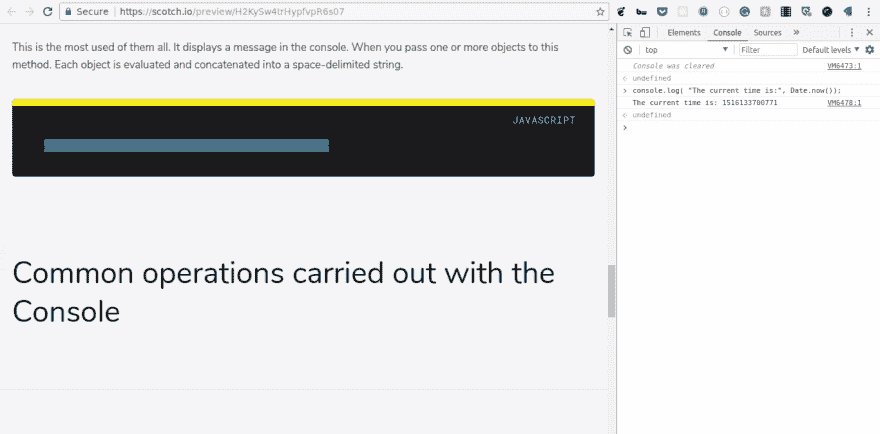 Secure https://scotch.io/preview/H2KySw4trHypfvpR6s07
This is the most used of them all. It displays a message in the console. When you pass one or more objects to this
method. Each object is evaluated and concatenated into a space-delimited string.
JAVASCRIPT
Common operations carried out with the
Console
Elements Console Sources »
top Filter Default levels
Console was cleared VM6473:1
undefined
console.log( "The current time is:", Date.now());
The current time is: 1516133700771 VM6478:1
undefined